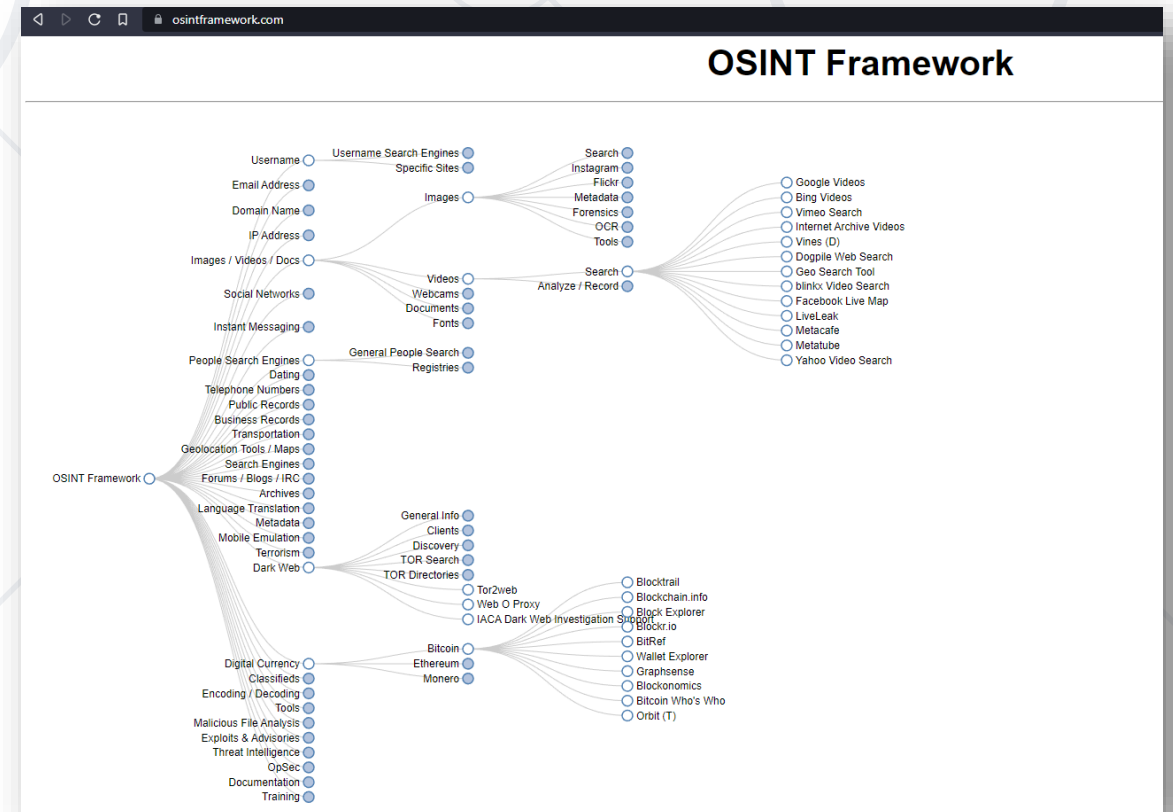 osintframework.com
OSINT Framework
OSINT Framework
Username
Email Address
Domain Name
IP Address
Images / Videos / Docs
Social Networks
Instant Messaging
People Search Engines
Dating
Telephone Numbers
Public Records
Business Records
Transportation
Geolocation Tools / Maps
Search Engines
Forums / Blogs / IRC
Archives
Language Translation
Metadata
Mobile Emulation
Terrorism
Dark Web
Digital Currency
Classifieds
Encoding / Decoding
Tools
Malicious File Analysis
Exploits & Advisories
Threat Intelligence
OpSec
Documentation
Training
Username Search Engines
Specific Sites
Images
Videos
Webcams
Documents
Fonts
General People Search
Registries
General Info
Clients
Discovery
TOR Search
TOR Directories
Tor2web
Web O Proxy
IACA Dark Web Investigation Support
Bitcoin
Ethereum
Monero
Search
Instagram
Flickr
Metadata
Forensics
OCR
Tools
Search
Analyze / Record
Google Videos
Bing Videos
Vimeo Search
Internet Archive Videos
Vines (D)
Dogpile Web Search
Geo Search Tool
blinkx Video Search
Facebook Live Map
LiveLeak
Metacafe
Metatube
Yahoo Video Search
Blocktrail
Blockchain.info
Block Explorer
Blockr.io
BitRef
Wallet Explorer
Graphsense
Blockonomics
Bitcoin Who's Who
Orbit (T)